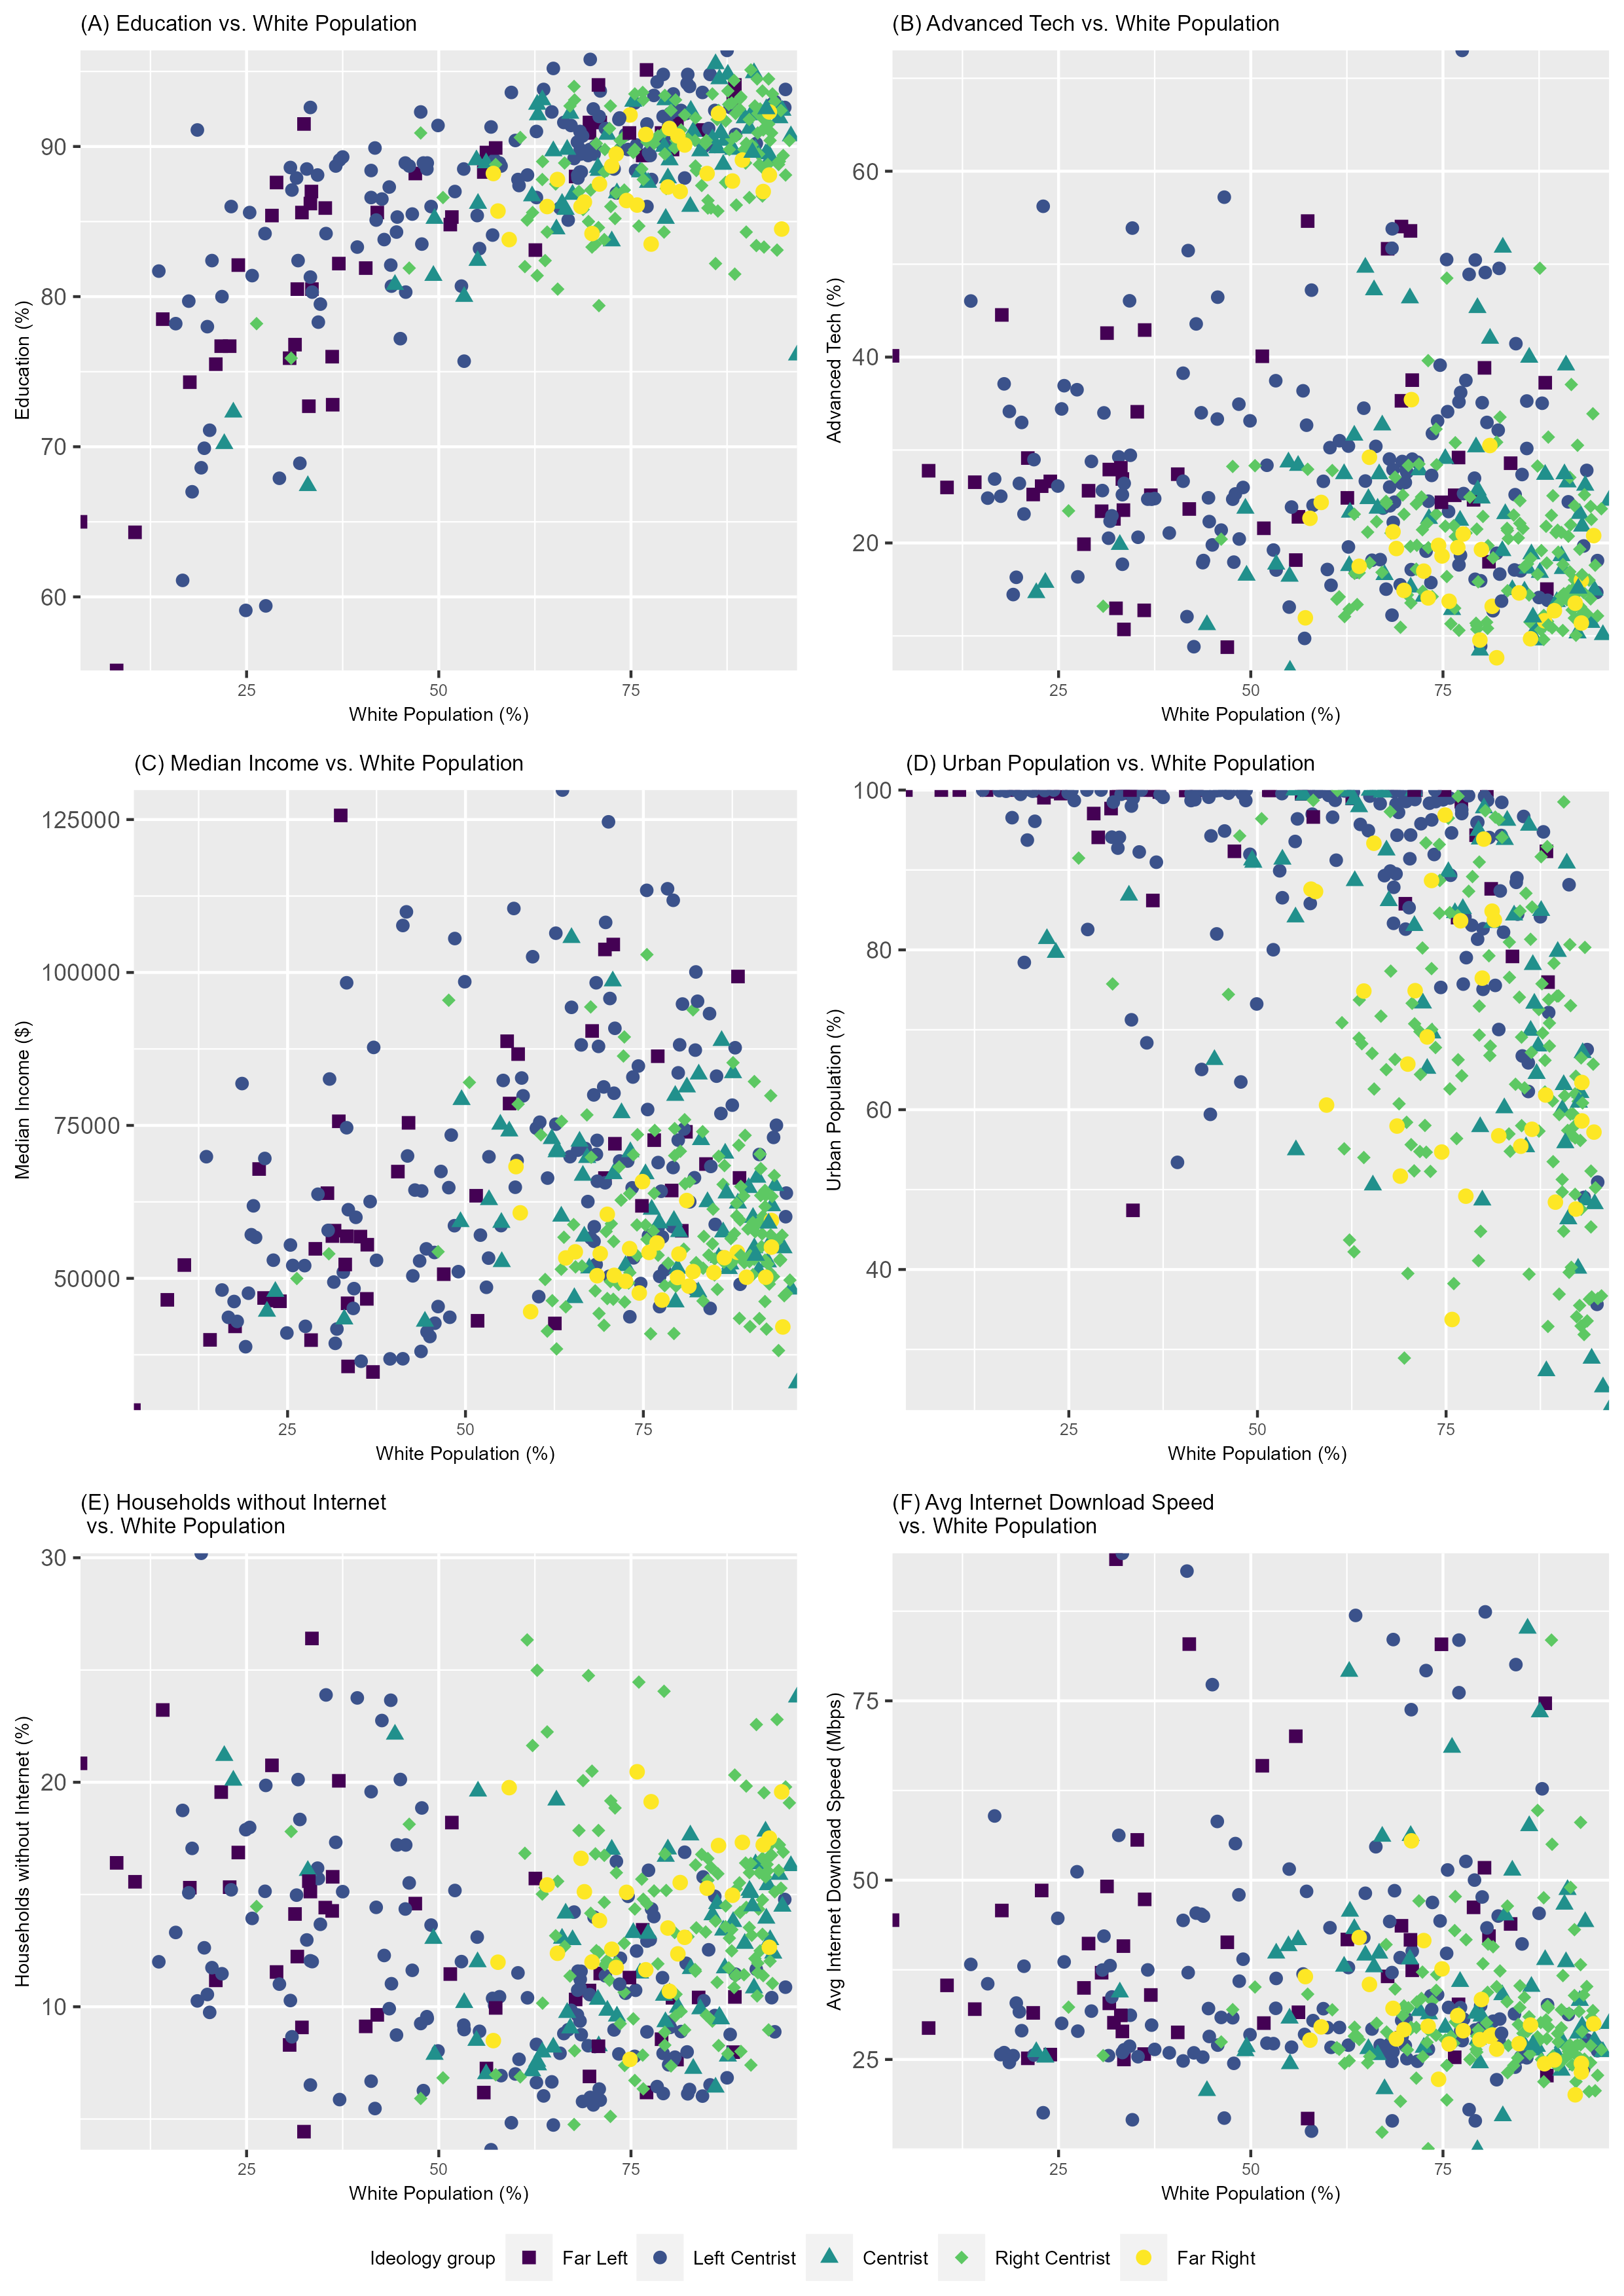 (A) Education vs. White Population
90
80
70
60
Education (%)
25 50 75
White Population (%)
(B) Advanced Tech vs. White Population
60
40
20
Advanced Tech (%)
25 50 75
White Population (%)
(C) Median Income vs. White Population
125000
100000
75000
50000
Median Income ($)
25 50 75
White Population (%)
(D) Urban Population vs. White Population
100
80
60
40
Urban Population (%)
25 50 75
White Population (%)
(E) Households without Internet
vs. White Population
30
20
10
Households without Internet (%)
25 50 75
White Population (%)
(F) Avg Internet Download Speed
vs. White Population
75
50
25
Avg Internet Download Speed (Mbps)
25 50 75
White Population (%)
Ideology group Far Left Left Centrist Centrist Right Centrist Far Right